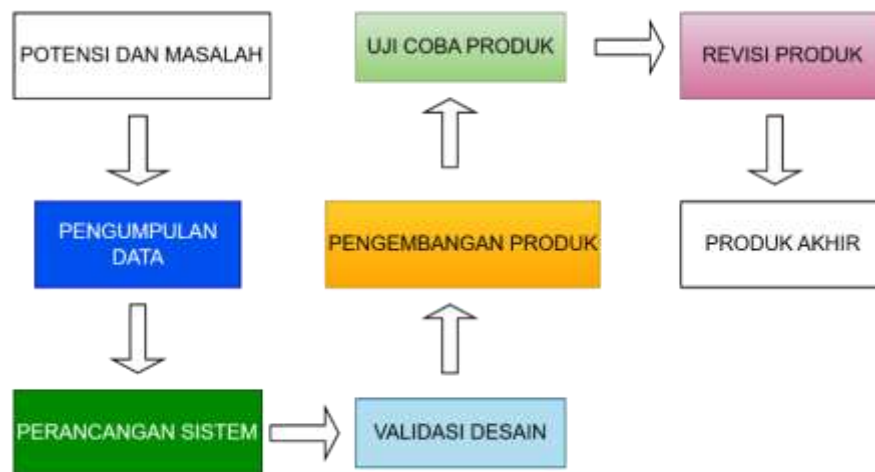 POTENSI DAN MASALAH
PENGUMPULAN
DATA
PERANCANGAN SISTEM
VALIDASI DESAIN
PENGEMBANGAN PRODUK
UJI COBA PRODUK
REVISI PRODUK
PRODUK AKHIR